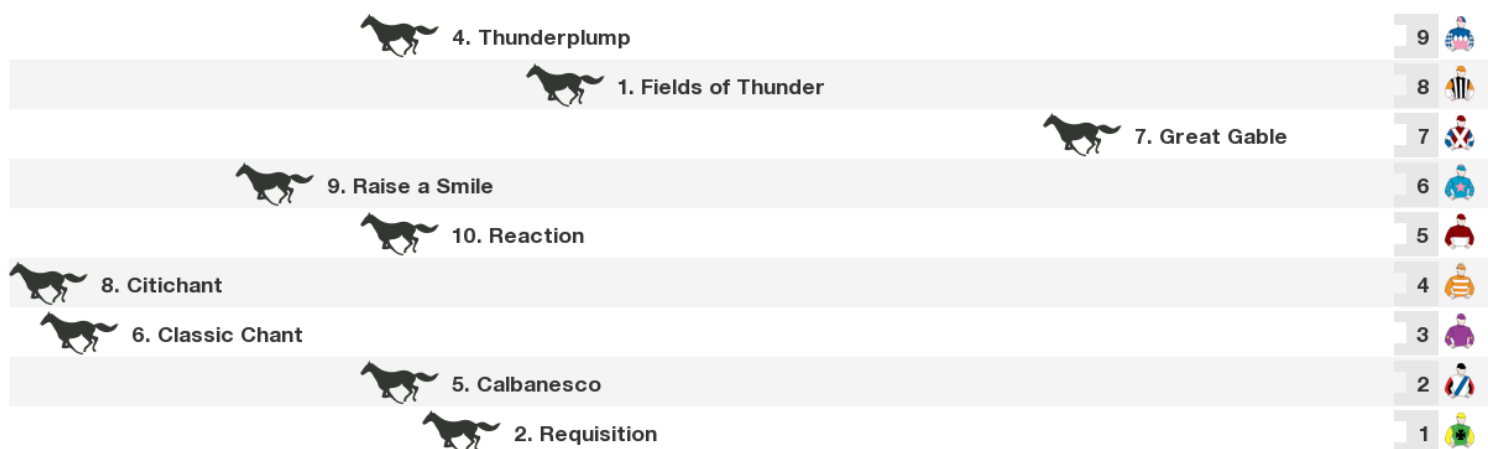 4. Thunderplump 9
1. Fields of Thunder 8
7. Great Gable 7
9. Raise a Smile 6
10. Reaction 5
8. Citichant 4
6. Classic Chant 3
5. Calbanesco 2
2. Requisition 1